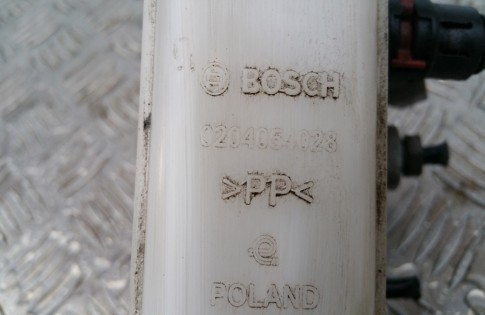 BOSCH
0204054028
>PP<
POLAND